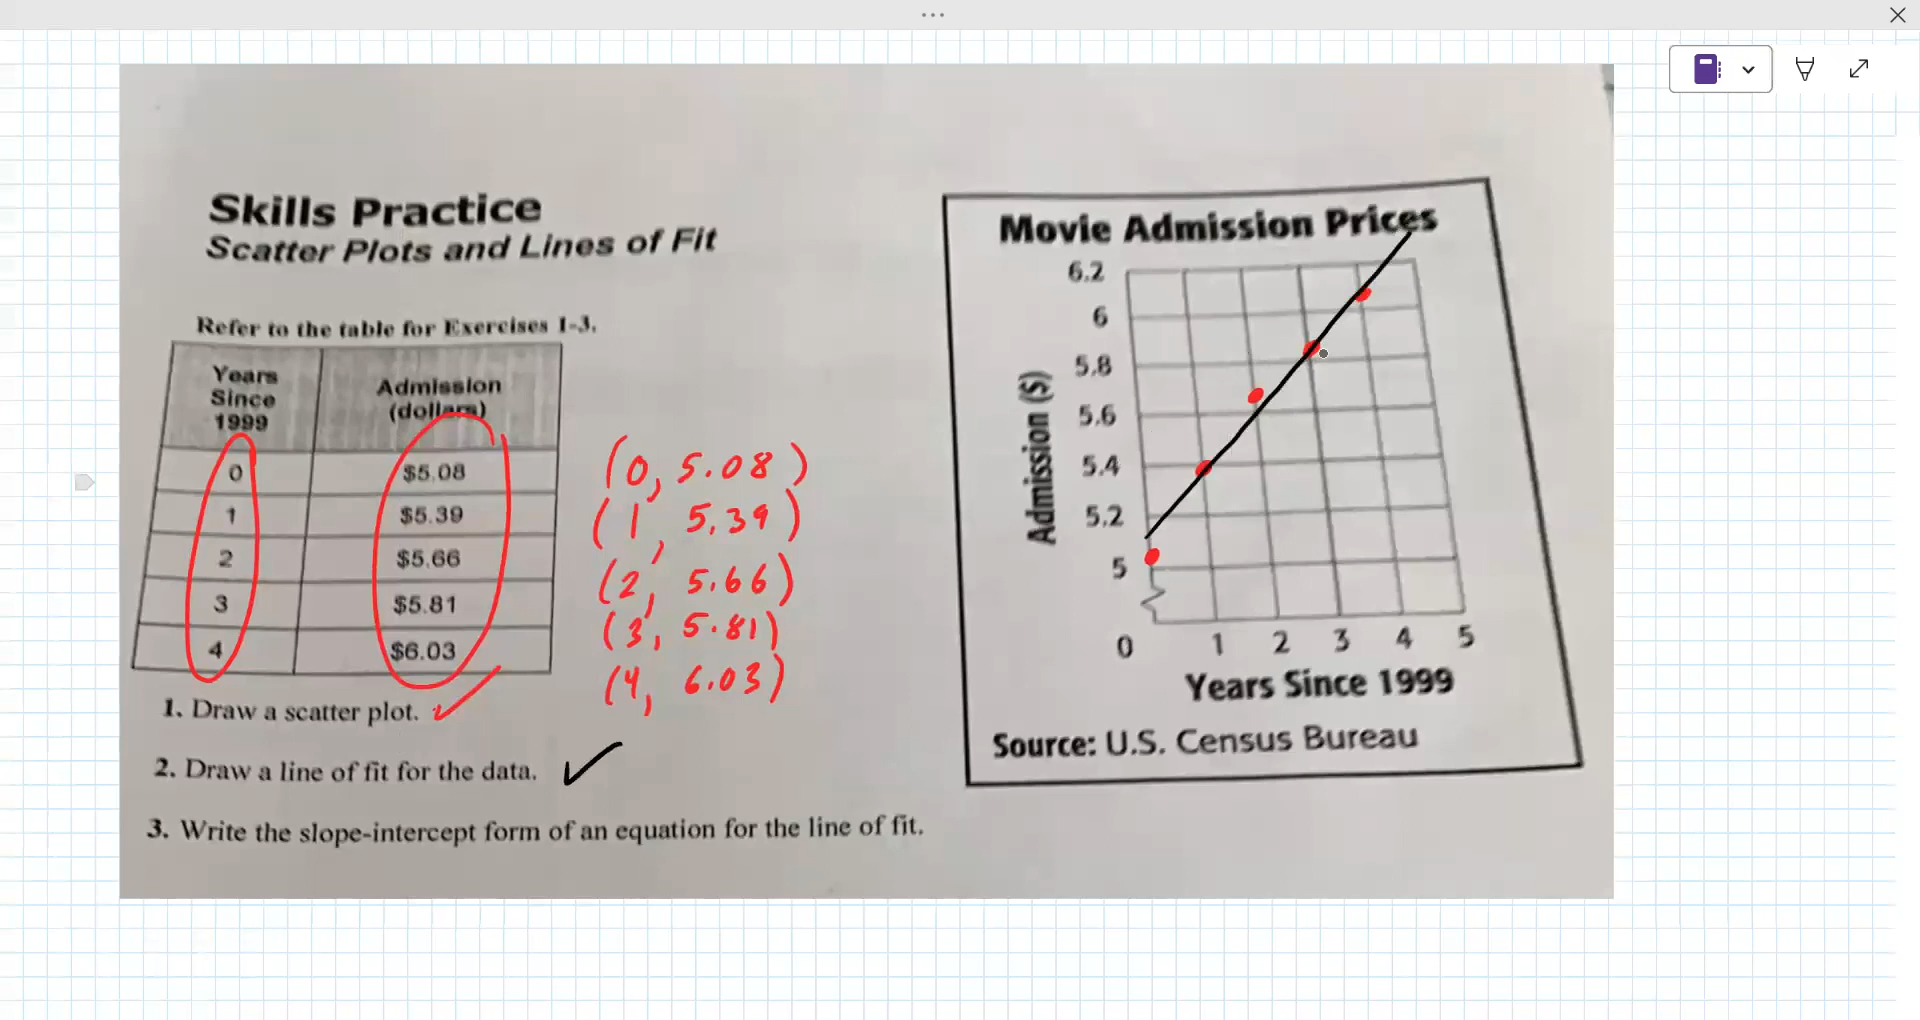 Skills Practice
Scatter Plots and Lines of Fit
Refer to the table for Exercises 1-3.
Years Since 1999
Admission (dollars)
0 $5.08
1 $5.39
2 $5.66
3 $5.81
4 $6.03
(0, 5.08)
(1, 5.39)
(2, 5.66)
(3, 5.81)
(4, 6.03)
1. Draw a scatter plot.
2. Draw a line of fit for the data.
3. Write the slope-intercept form of an equation for the line of fit.
Movie Admission Prices
Admission ($)
6.2
6
5.8
5.6
5.4
5.2
5
0 1 2 3 4 5
Years Since 1999
Source: U.S. Census Bureau